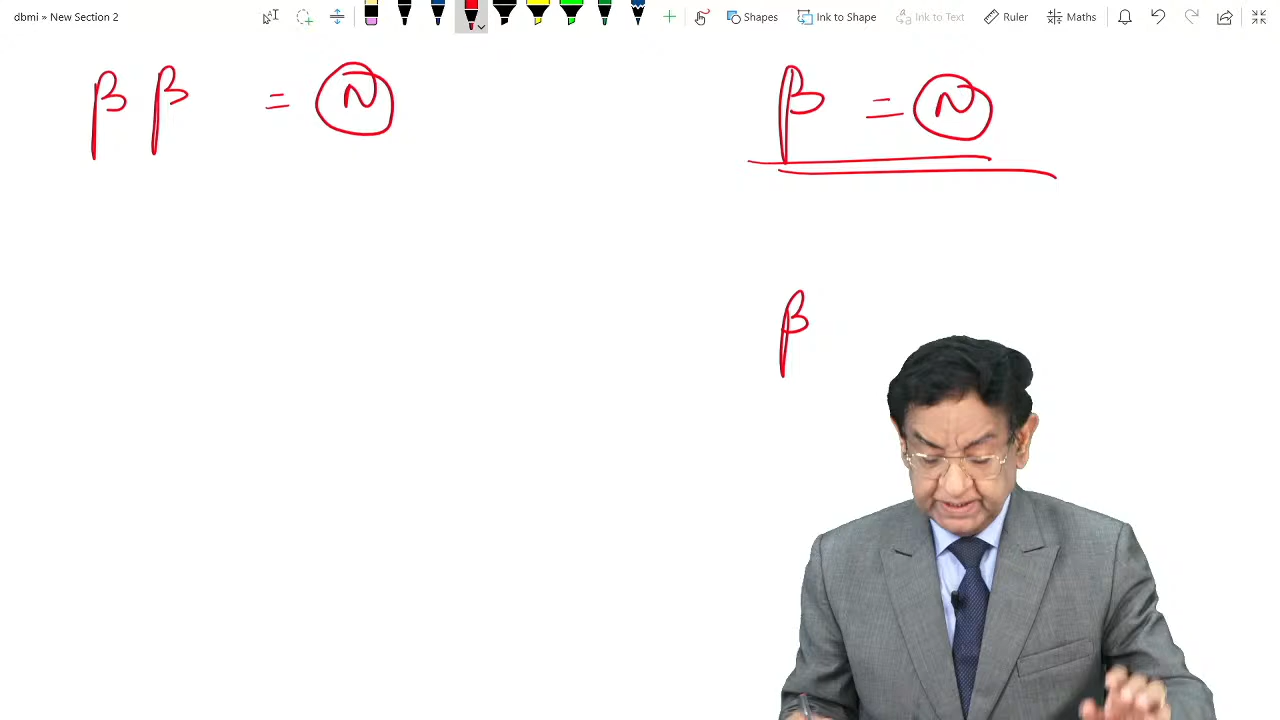 dbmi » New Section 2
Shapes
Ink to Shape
Ink to Text
Ruler
Maths
β β = N
β = N
β